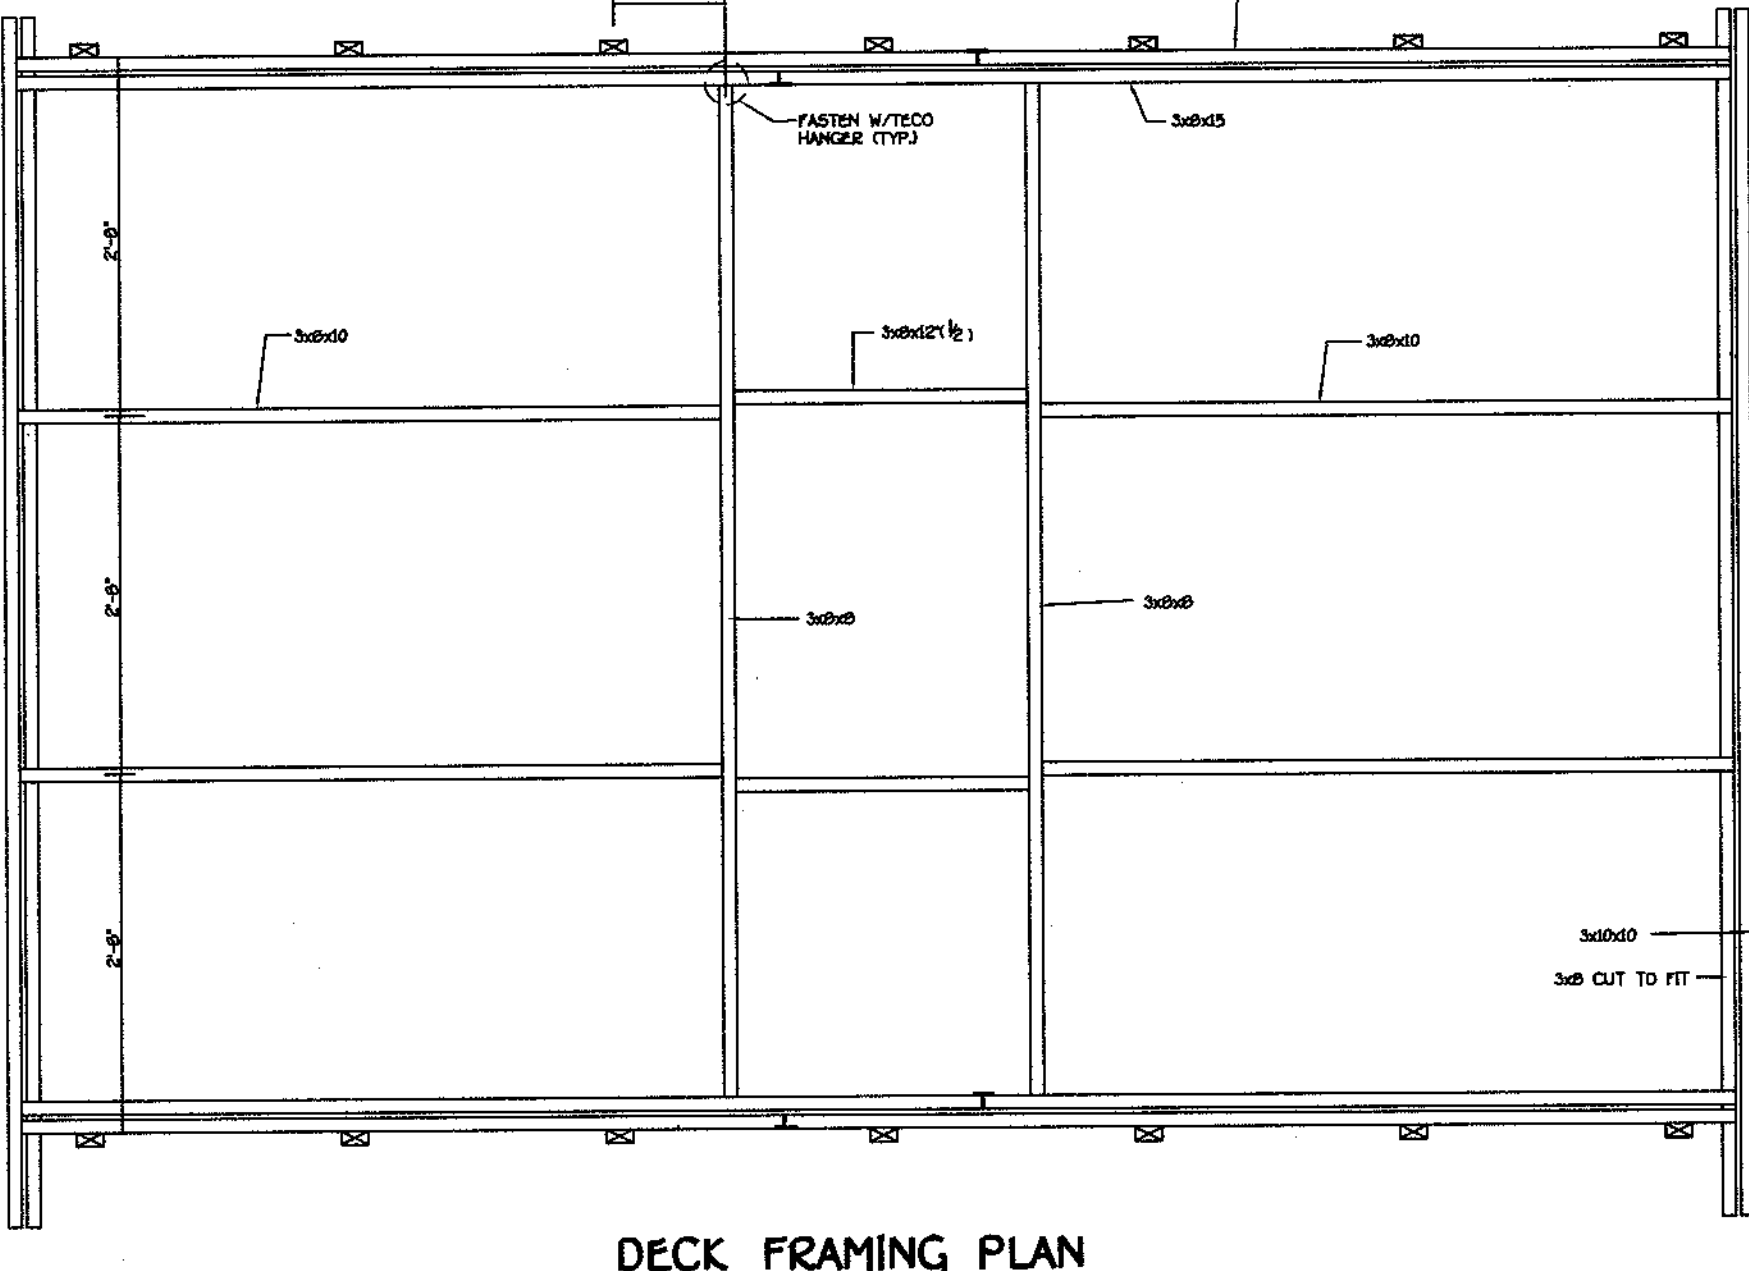 FASTEN W/TECO
HANGER (TYP.)
3x8x15
2'-8"
3x8x10
3x8x12'(½)
3x8x10
2'-8"
3x8x8
3x8x8
2'-8"
3x10x10
3x8 CUT TO FIT
DECK FRAMING PLAN